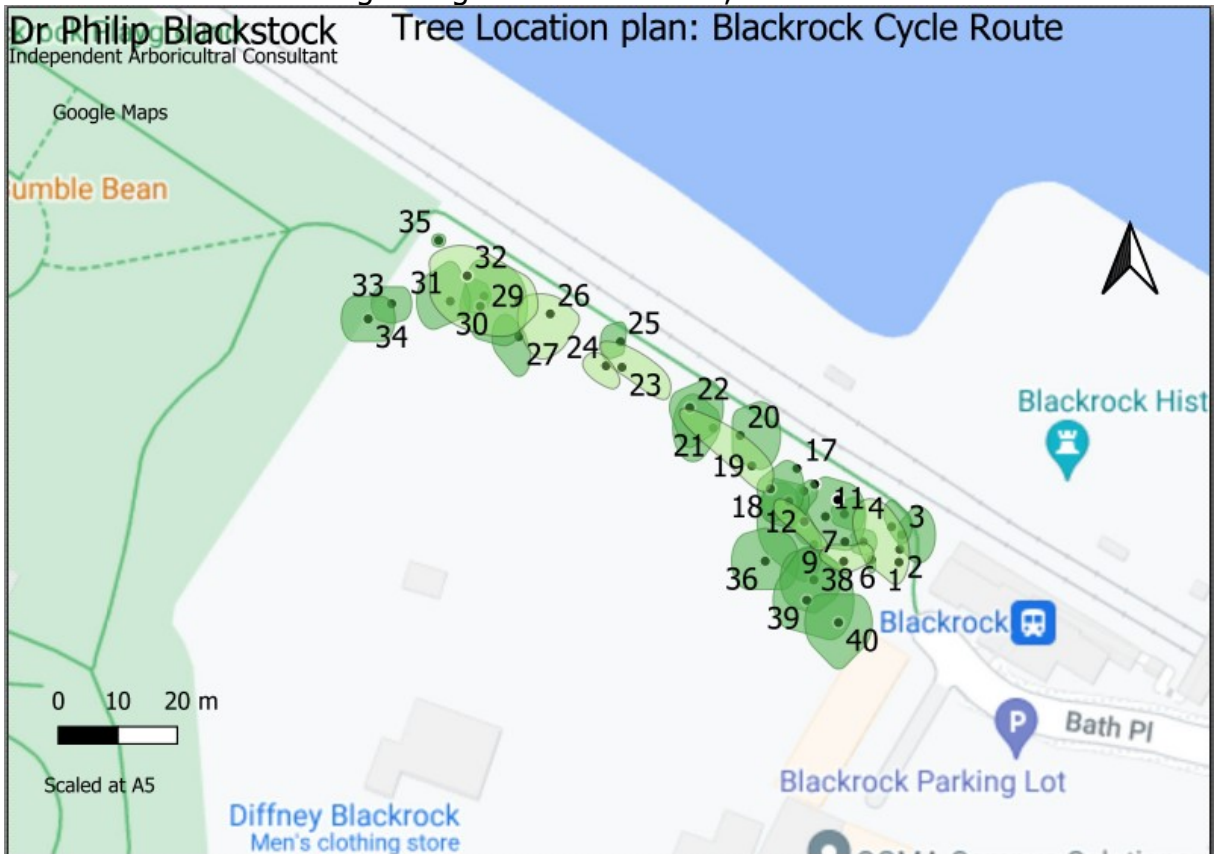 Dr Philip Blackstock
Independent Arboricultral Consultant
Tree Location plan: Blackrock Cycle Route
Google Maps
umble Bean
35
32
33
31
29
26
34
30
27
25
24
23
22
21
20
19
17
18
11
4
3
12
7
36
9
38
6
1
2
39
40
Blackrock Hist
Blackrock
P
Bath Pl
Blackrock Parking Lot
0 10 20 m
Scaled at A5
Diffney Blackrock
Men's clothing store